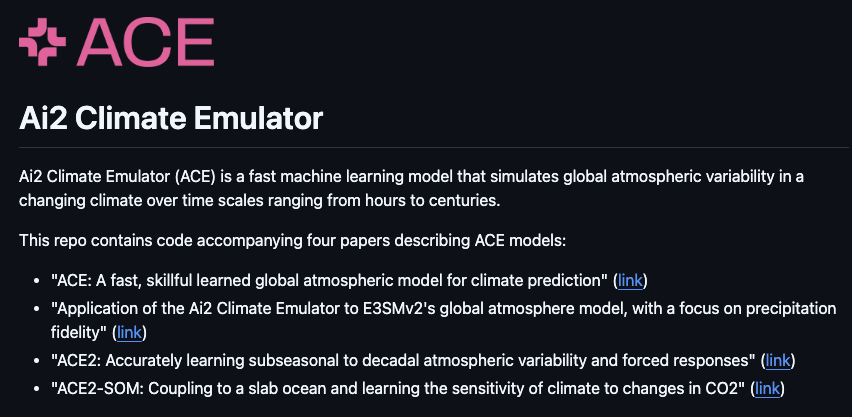 ACE
Ai2 Climate Emulator
Ai2 Climate Emulator (ACE) is a fast machine learning model that simulates global atmospheric variability in a
changing climate over time scales ranging from hours to centuries.
This repo contains code accompanying four papers describing ACE models:
• "ACE: A fast, skillful learned global atmospheric model for climate prediction" (link)
• "Application of the Ai2 Climate Emulator to E3SMv2's global atmosphere model, with a focus on precipitation
fidelity" (link)
• "ACE2: Accurately learning subseasonal to decadal atmospheric variability and forced responses" (link)
• "ACE2-SOM: Coupling to a slab ocean and learning the sensitivity of climate to changes in CO2" (link)